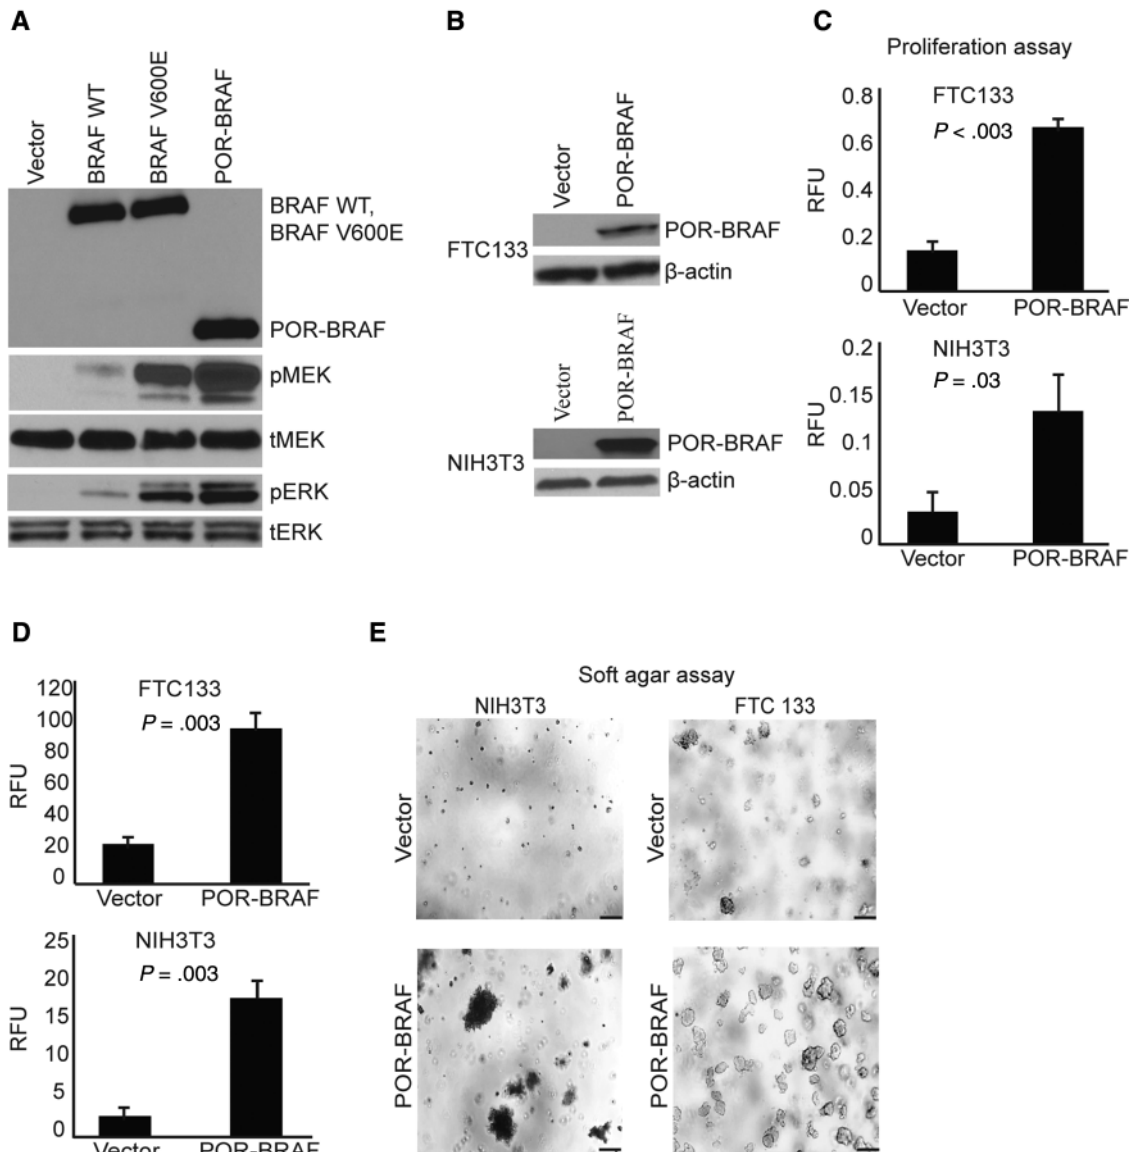 A
Vector
BRAF WT
BRAF V600E
POR-BRAF
BRAF WT,
BRAF V600E
POR-BRAF
pMEK
tMEK
pERK
tERK
B
Vector
POR-BRAF
FTC133
POR-BRAF
β-actin
Vector
POR-BRAF
NIH3T3
POR-BRAF
β-actin
C
Proliferation assay
FTC133
P < .003
RFU
0.8
0.6
0.4
0.2
0
Vector POR-BRAF
NIH3T3
P = .03
RFU
0.2
0.15
0.1
0.05
0
Vector POR-BRAF
D
FTC133
P = .003
RFU
120
100
80
60
40
20
0
Vector POR-BRAF
NIH3T3
P = .003
RFU
25
20
15
10
5
0
Vector POR-BRAF
E
Soft agar assay
NIH3T3 FTC 133
Vector Vector
POR-BRAF POR-BRAF